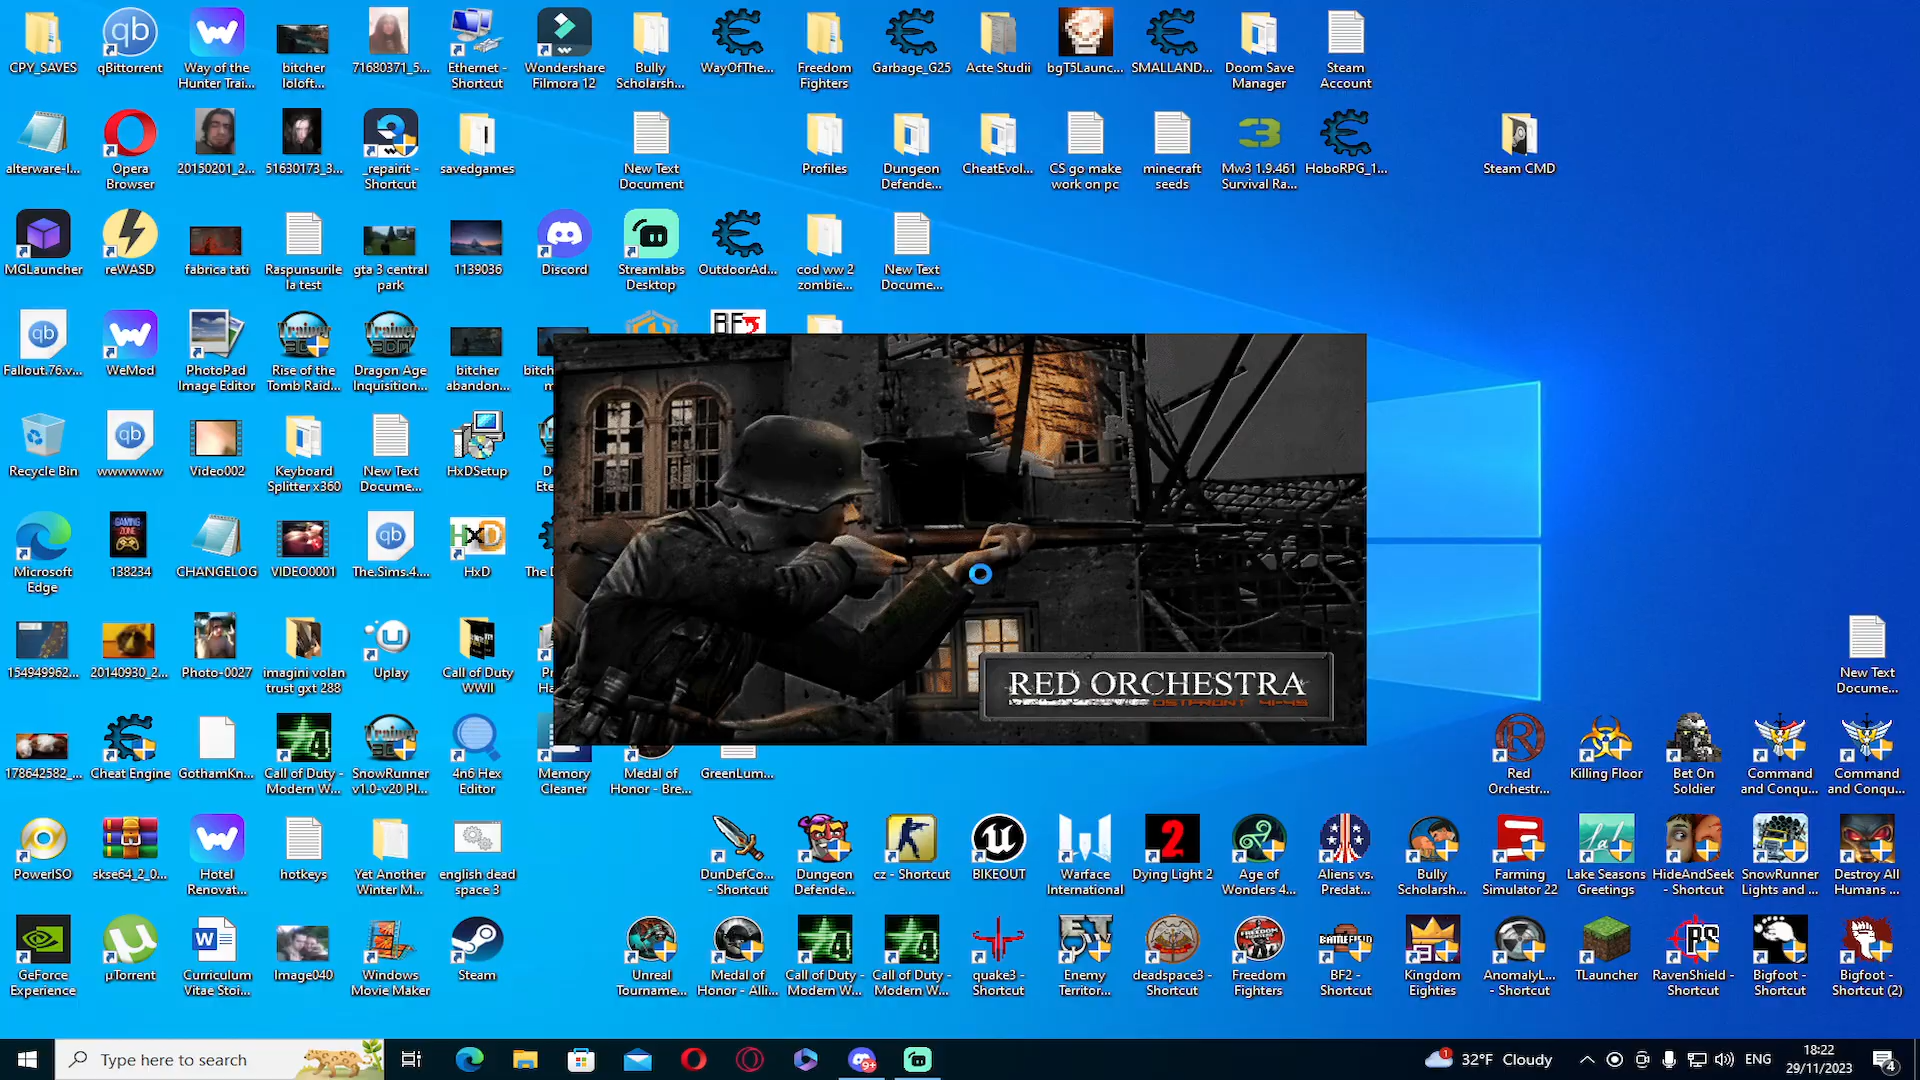 CPY_SAVES
qBittorrent
Way of the
Hunter Trai...
bitcher
loloft...
71680371_5...
Ethernet -
Shortcut
Wondershare
Filmora 12
Bully
Scholarsh...
WayOfThe...
Freedom
Fighters
Garbage_G25
Acte Studii
bgT5Launc...
SMALLAND...
Doom Save
Manager
Steam
Account
alterware-l...
Opera
Browser
20150201_2...
51630173_3...
_repairit -
Shortcut
savedgames
New Text
Document
Profiles
Dungeon
Defende...
CheatEvol...
CS go make
work on pc
minecraft
seeds
Mw3 1.9.461
Survival Ra...
HoboRPG_1...
Steam CMD
MGLauncher
reWASD
fabrica tati
Raspunsurile
la test
gta 3 central
park
1139036
Discord
Streamlabs
Desktop
OutdoorAd...
cod ww 2
zombie...
New Text
Docume...
Fallout.76.v...
WeMod
PhotoPad
Image Editor
Rise of the
Tomb Raid...
Dragon Age
Inquisition...
bitcher
abandon...
Recycle Bin
wwwwww.w
Video002
Keyboard
Splitter x360
New Text
Docume...
HxDSetup
Microsoft
Edge
138234
CHANGELOG
VIDEO0001
The.Sims.4....
HxD
154949962...
20140930_2...
Photo-0027
imagini volan
trust gxt 288
Uplay
Call of Duty
WWII
RED ORCHESTRA
OSTFRONT 41-45
New Text
Docume...
178642582_...
Cheat Engine
GothamKn...
Call of Duty -
Modern W...
SnowRunner
v1.0-v20 Pl...
4n6 Hex
Editor
Memory
Cleaner
Medal of
Honor - Bre...
GreenLum...
Red
Orchestr...
Killing Floor
Bet On
Soldier
Command
and Conqu...
Command
and Conqu...
PowerISO
skse64_2_0...
Hotel
Renovat...
hotkeys
Yet Another
Winter M...
english dead
space 3
DunDefCo...
- Shortcut
Dungeon
Defende...
cz - Shortcut
BIKEOUT
Warface
International
Dying Light 2
Age of
Wonders 4...
Aliens vs.
Predat...
Bully
Scholarsh...
Farming
Simulator 22
Lake Seasons
Greetings
HideAndSeek
- Shortcut
SnowRunner
Lights and ...
Destroy All
Humans ...
GeForce
Experience
µTorrent
Curriculum
Vitae Stoi...
Image040
Windows
Movie Maker
Steam
Unreal
Tourname...
Medal of
Honor - Alli...
Call of Duty -
Modern W...
Call of Duty -
Modern W...
quake3 -
Shortcut
Enemy
Territor...
deadspace3 -
Shortcut
Freedom
Fighters
BF2 -
Shortcut
Kingdom
Eighties
AnomalyL...
- Shortcut
TLauncher
RavenShield -
Shortcut
Bigfoot -
Shortcut
Bigfoot -
Shortcut (2)
Type here to search
32°F Cloudy
ENG
18:22
29/11/2023